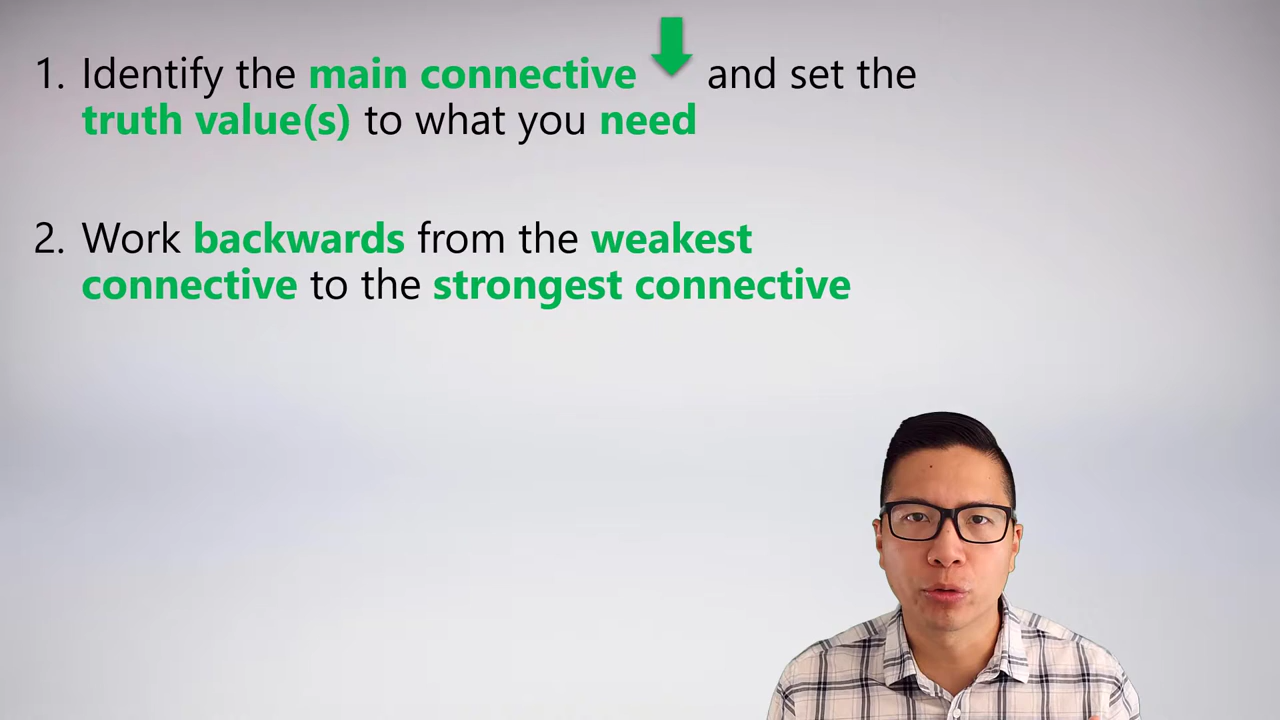 1. Identify the main connective and set the
truth value(s) to what you need
2. Work backwards from the weakest
connective to the strongest connective